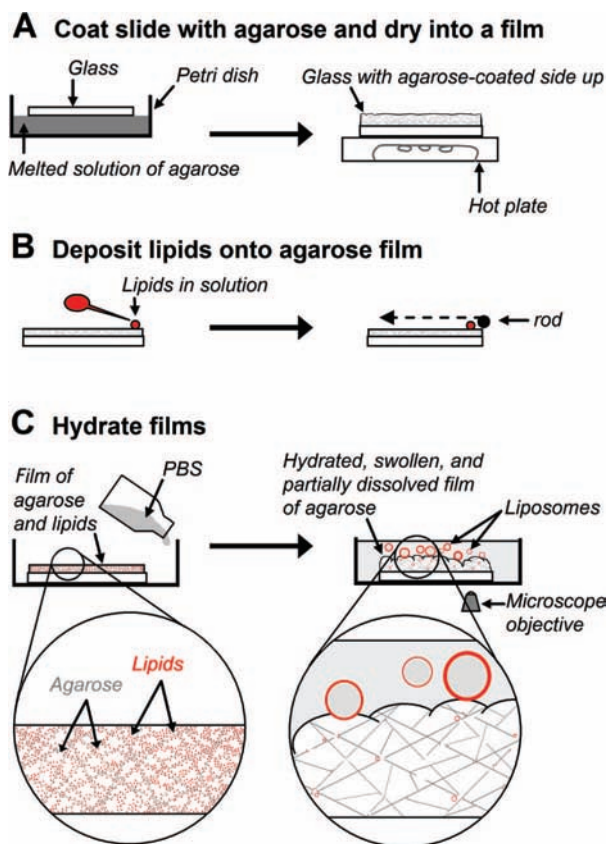 A Coat slide with agarose and dry into a film
Glass
Petri dish
Melted solution of agarose
Glass with agarose-coated side up
Hot plate
B Deposit lipids onto agarose film
Lipids in solution
rod
C Hydrate films
Film of
agarose
and lipids
PBS
Hydrated, swollen, and
partially dissolved film
of agarose
Liposomes
Microscope
objective
Agarose
Lipids